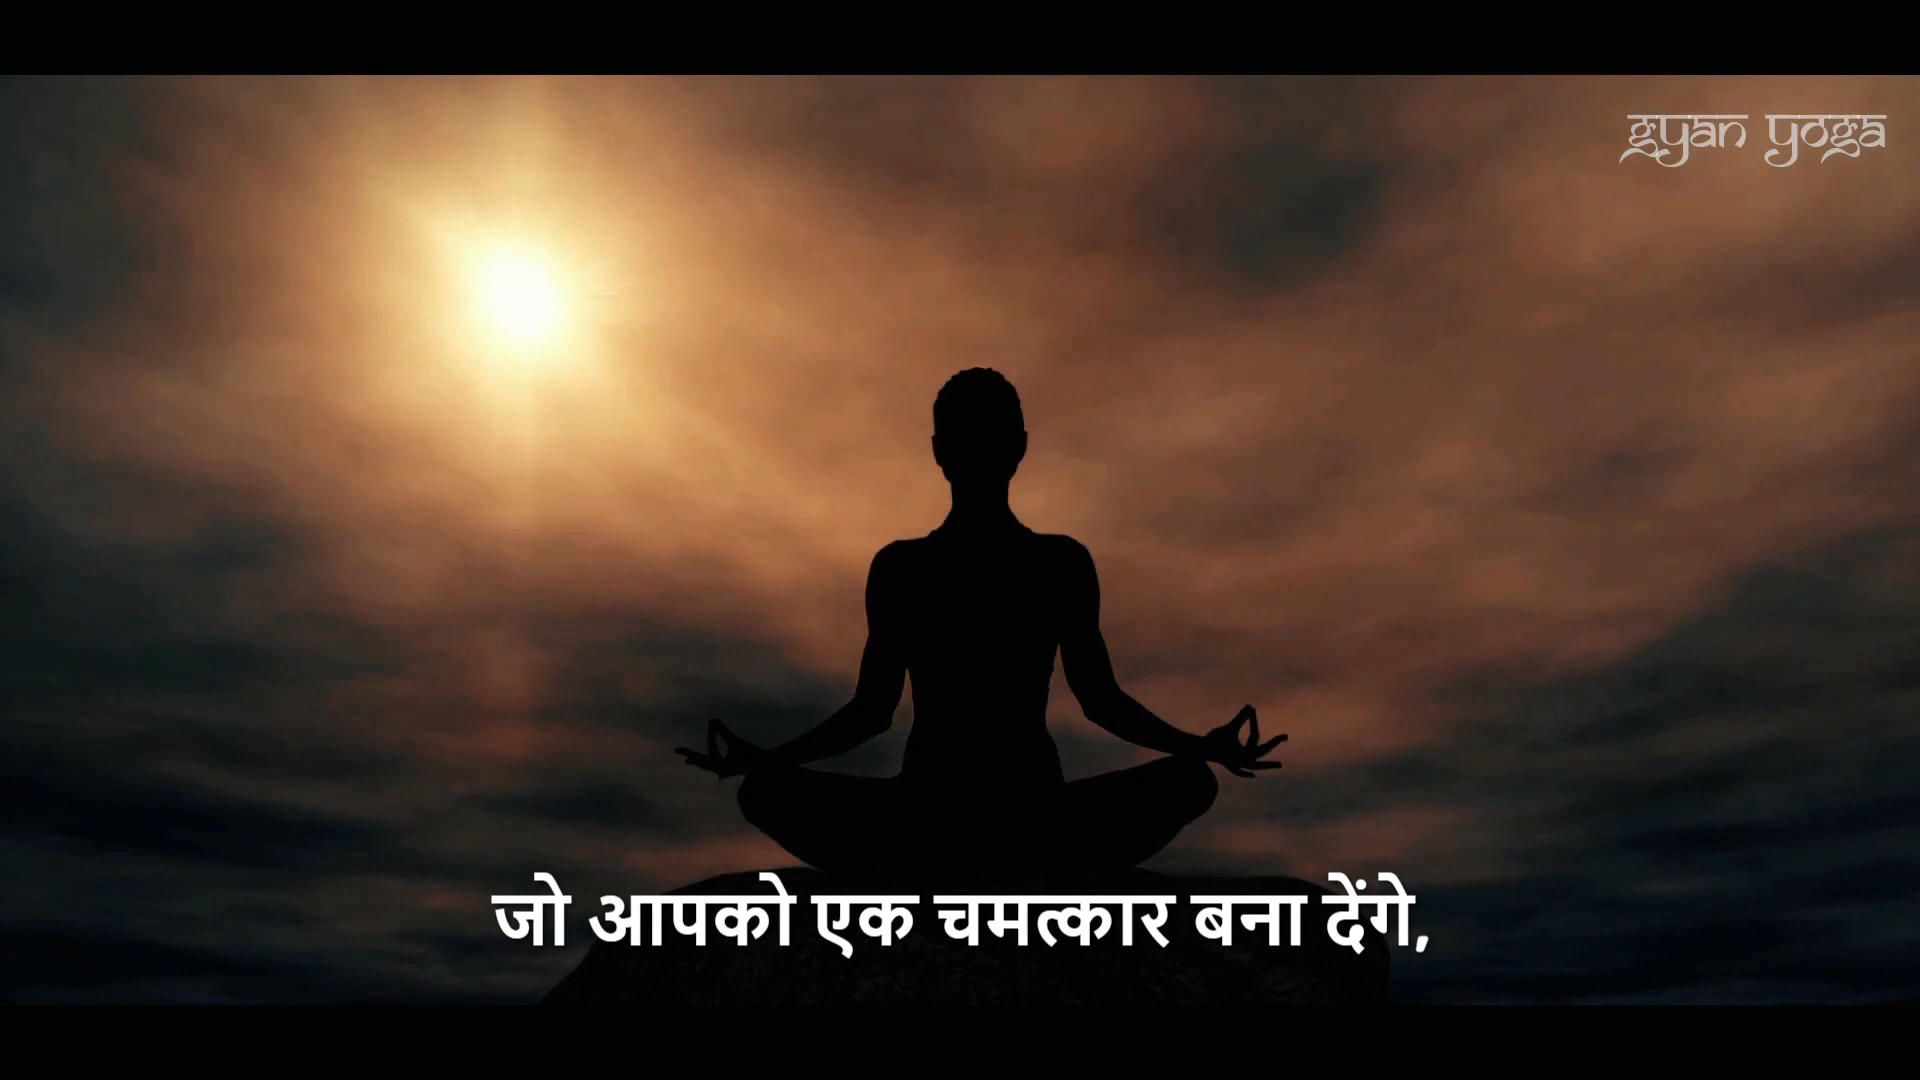 gyan yoga
जो आपको एक चमत्कार बना देंगे,